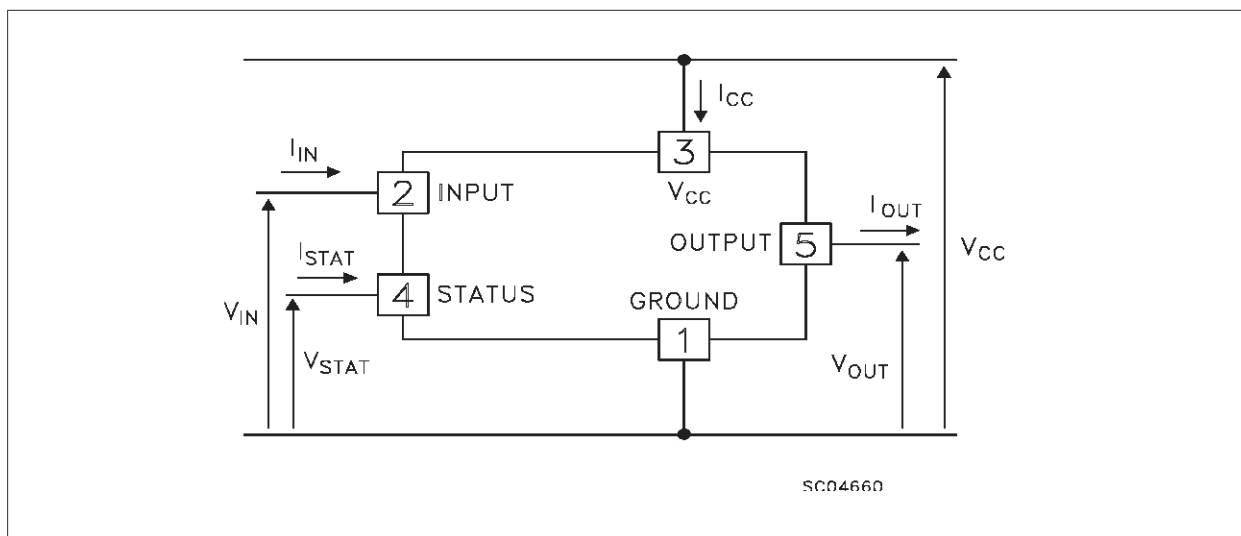 I_CC
3
V_CC
I_IN
2 INPUT
I_OUT
OUTPUT 5
V_CC
I_STAT
4 STATUS
GROUND
1
V_IN
V_STAT
V_OUT
SC04660